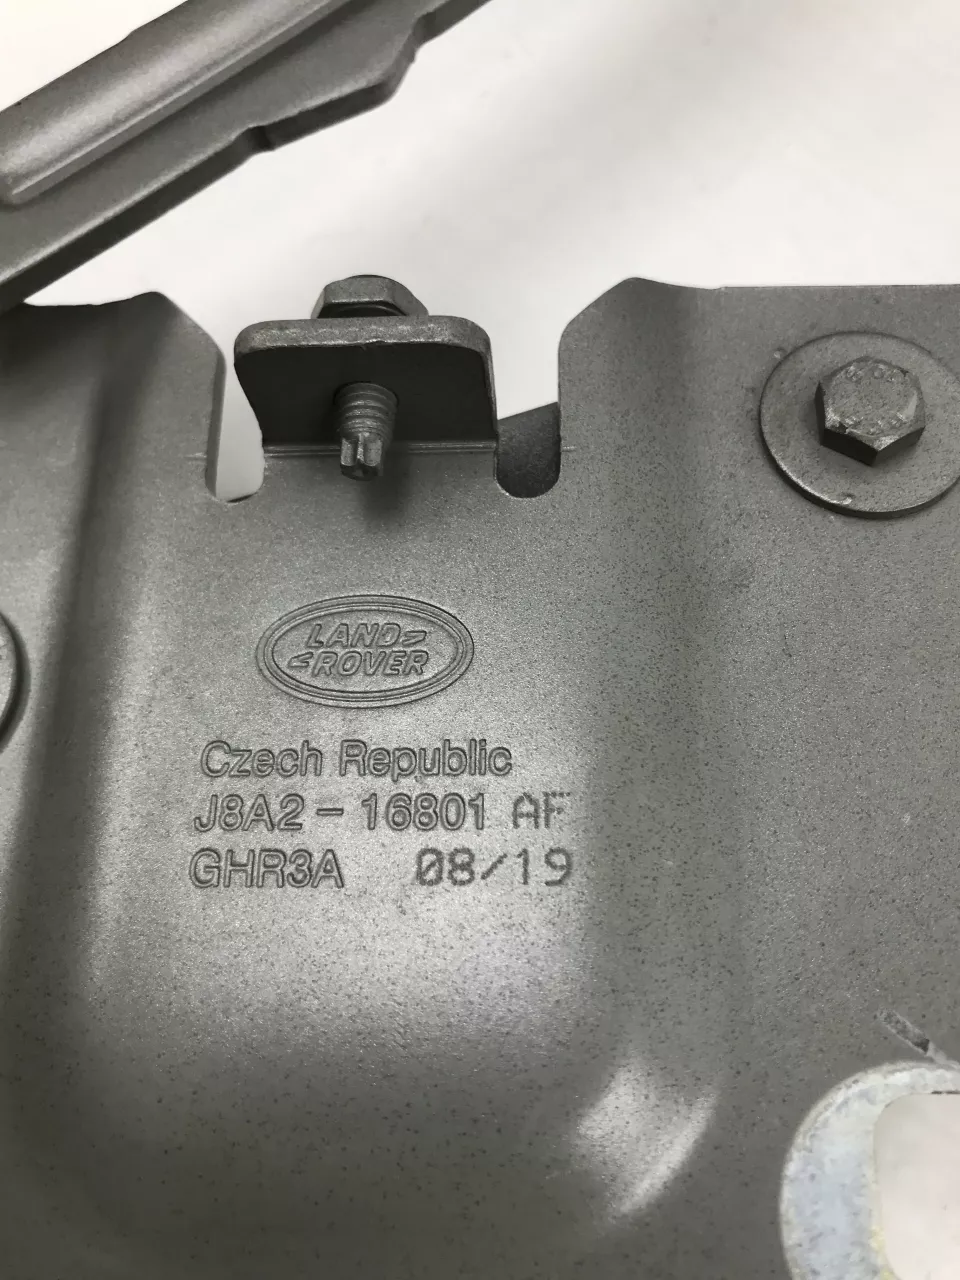 LAND
ROVER
Czech Republic
J8A2-16801 AF
GHR3A 08/19